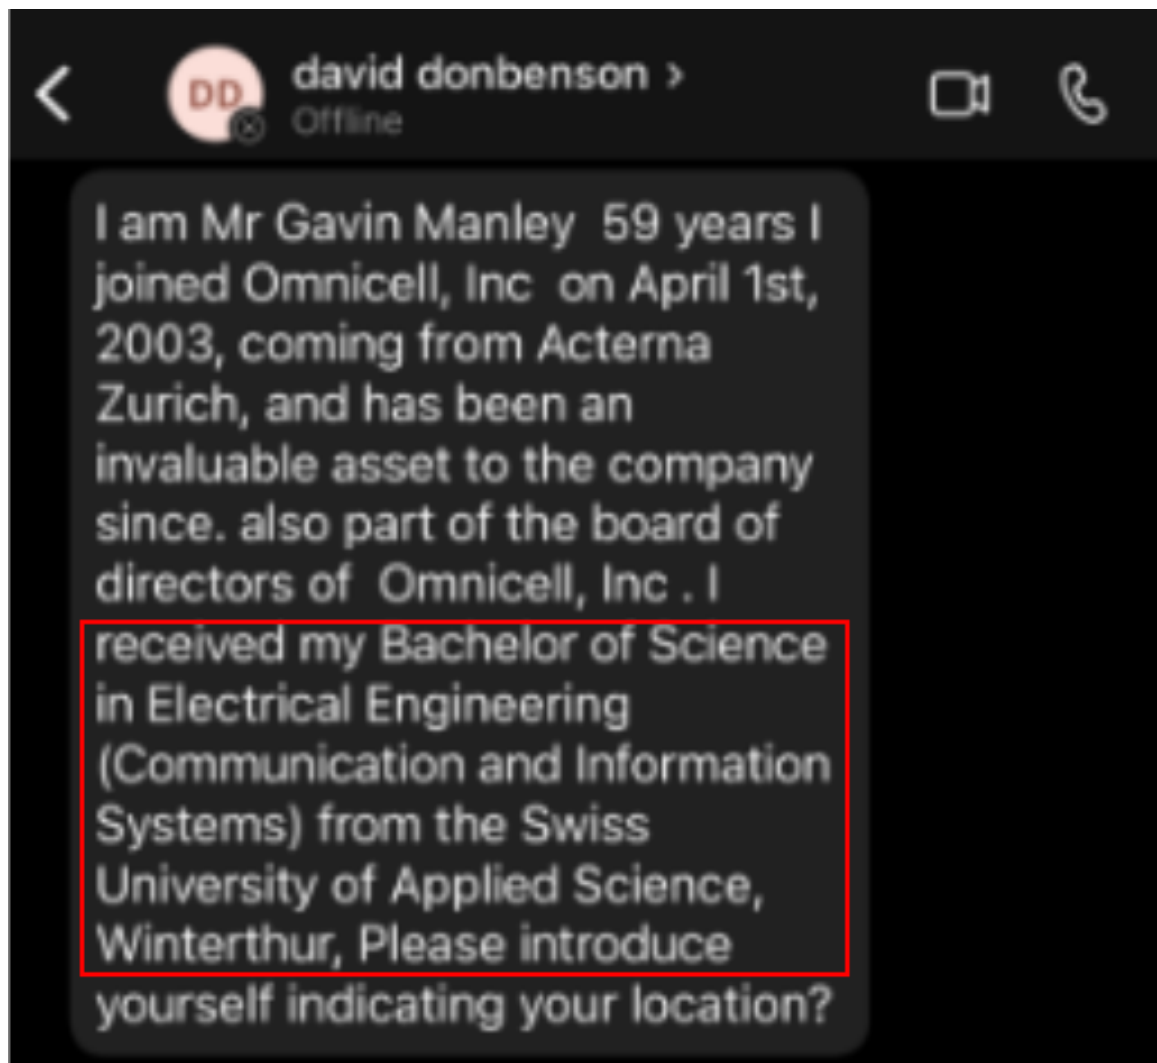 david donbenson >
DD
Offline
I am Mr Gavin Manley  59 years I
joined Omnicell, Inc  on April 1st,
2003, coming from Acterna
Zurich, and has been an
invaluable asset to the company
since. also part of the board of
directors of  Omnicell, Inc . I
received my Bachelor of Science
in Electrical Engineering
(Communication and Information
Systems) from the Swiss
University of Applied Science,
Winterthur, Please introduce
yourself indicating your location?